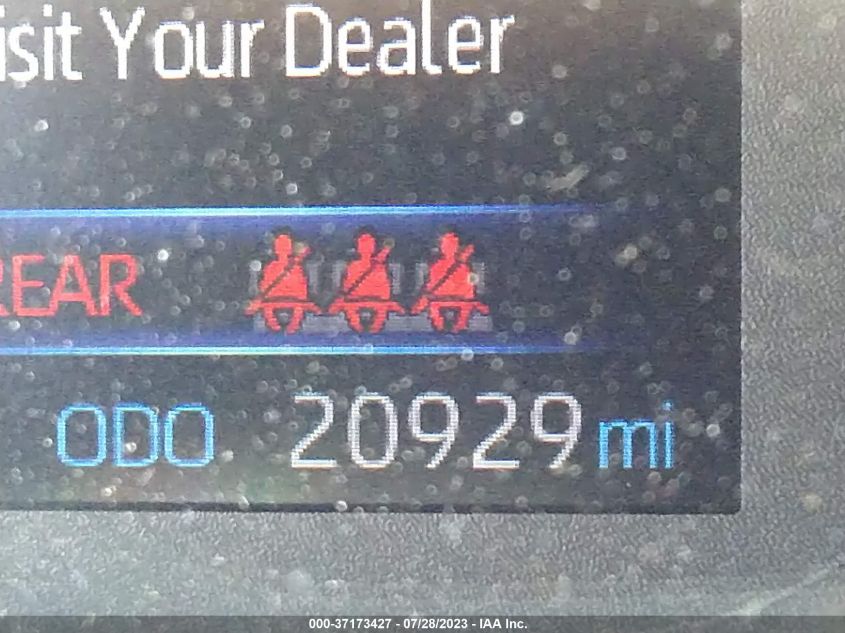 isit Your Dealer
REAR
ODO 20929 mi
000-37173427 - 07/28/2023 - IAA Inc.